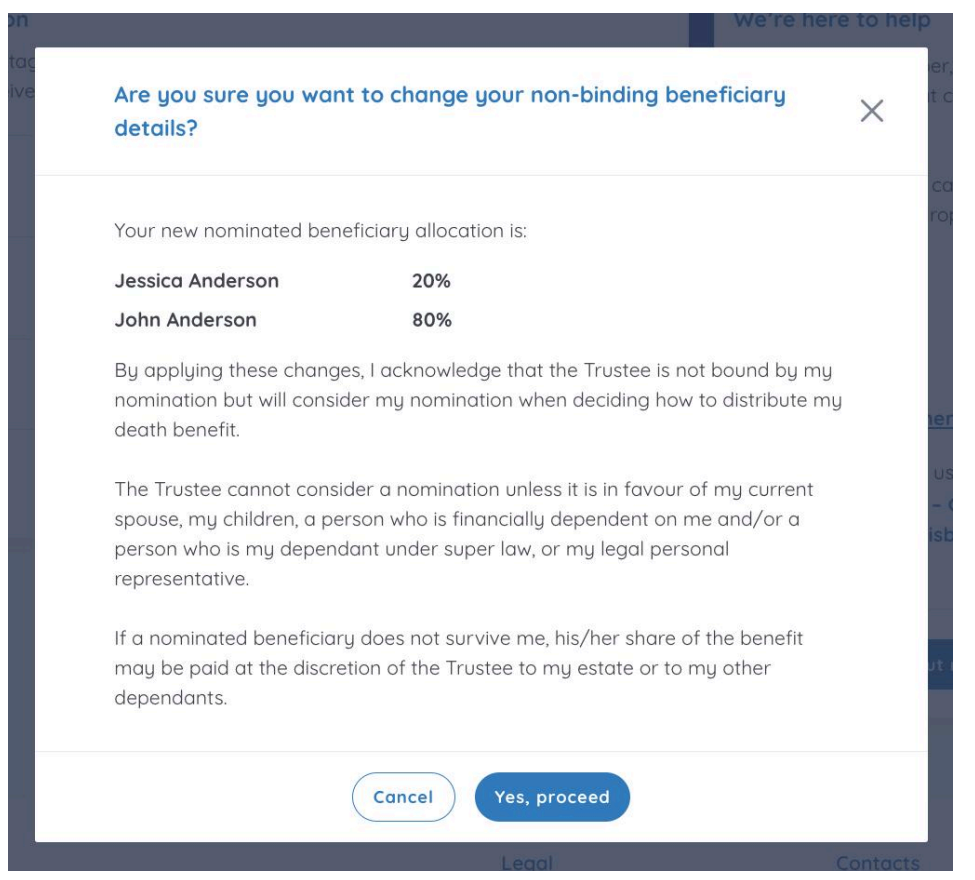 We're here to help
Are you sure you want to change your non-binding beneficiary
details?
Your new nominated beneficiary allocation is:
Jessica Anderson 20%
John Anderson 80%
By applying these changes, I acknowledge that the Trustee is not bound by my
nomination but will consider my nomination when deciding how to distribute my
death benefit.
The Trustee cannot consider a nomination unless it is in favour of my current
spouse, my children, a person who is financially dependent on me and/or a
person who is my dependant under super law, or my legal personal
representative.
If a nominated beneficiary does not survive me, his/her share of the benefit
may be paid at the discretion of the Trustee to my estate or to my other
dependants.
Cancel Yes, proceed
Legal Contacts